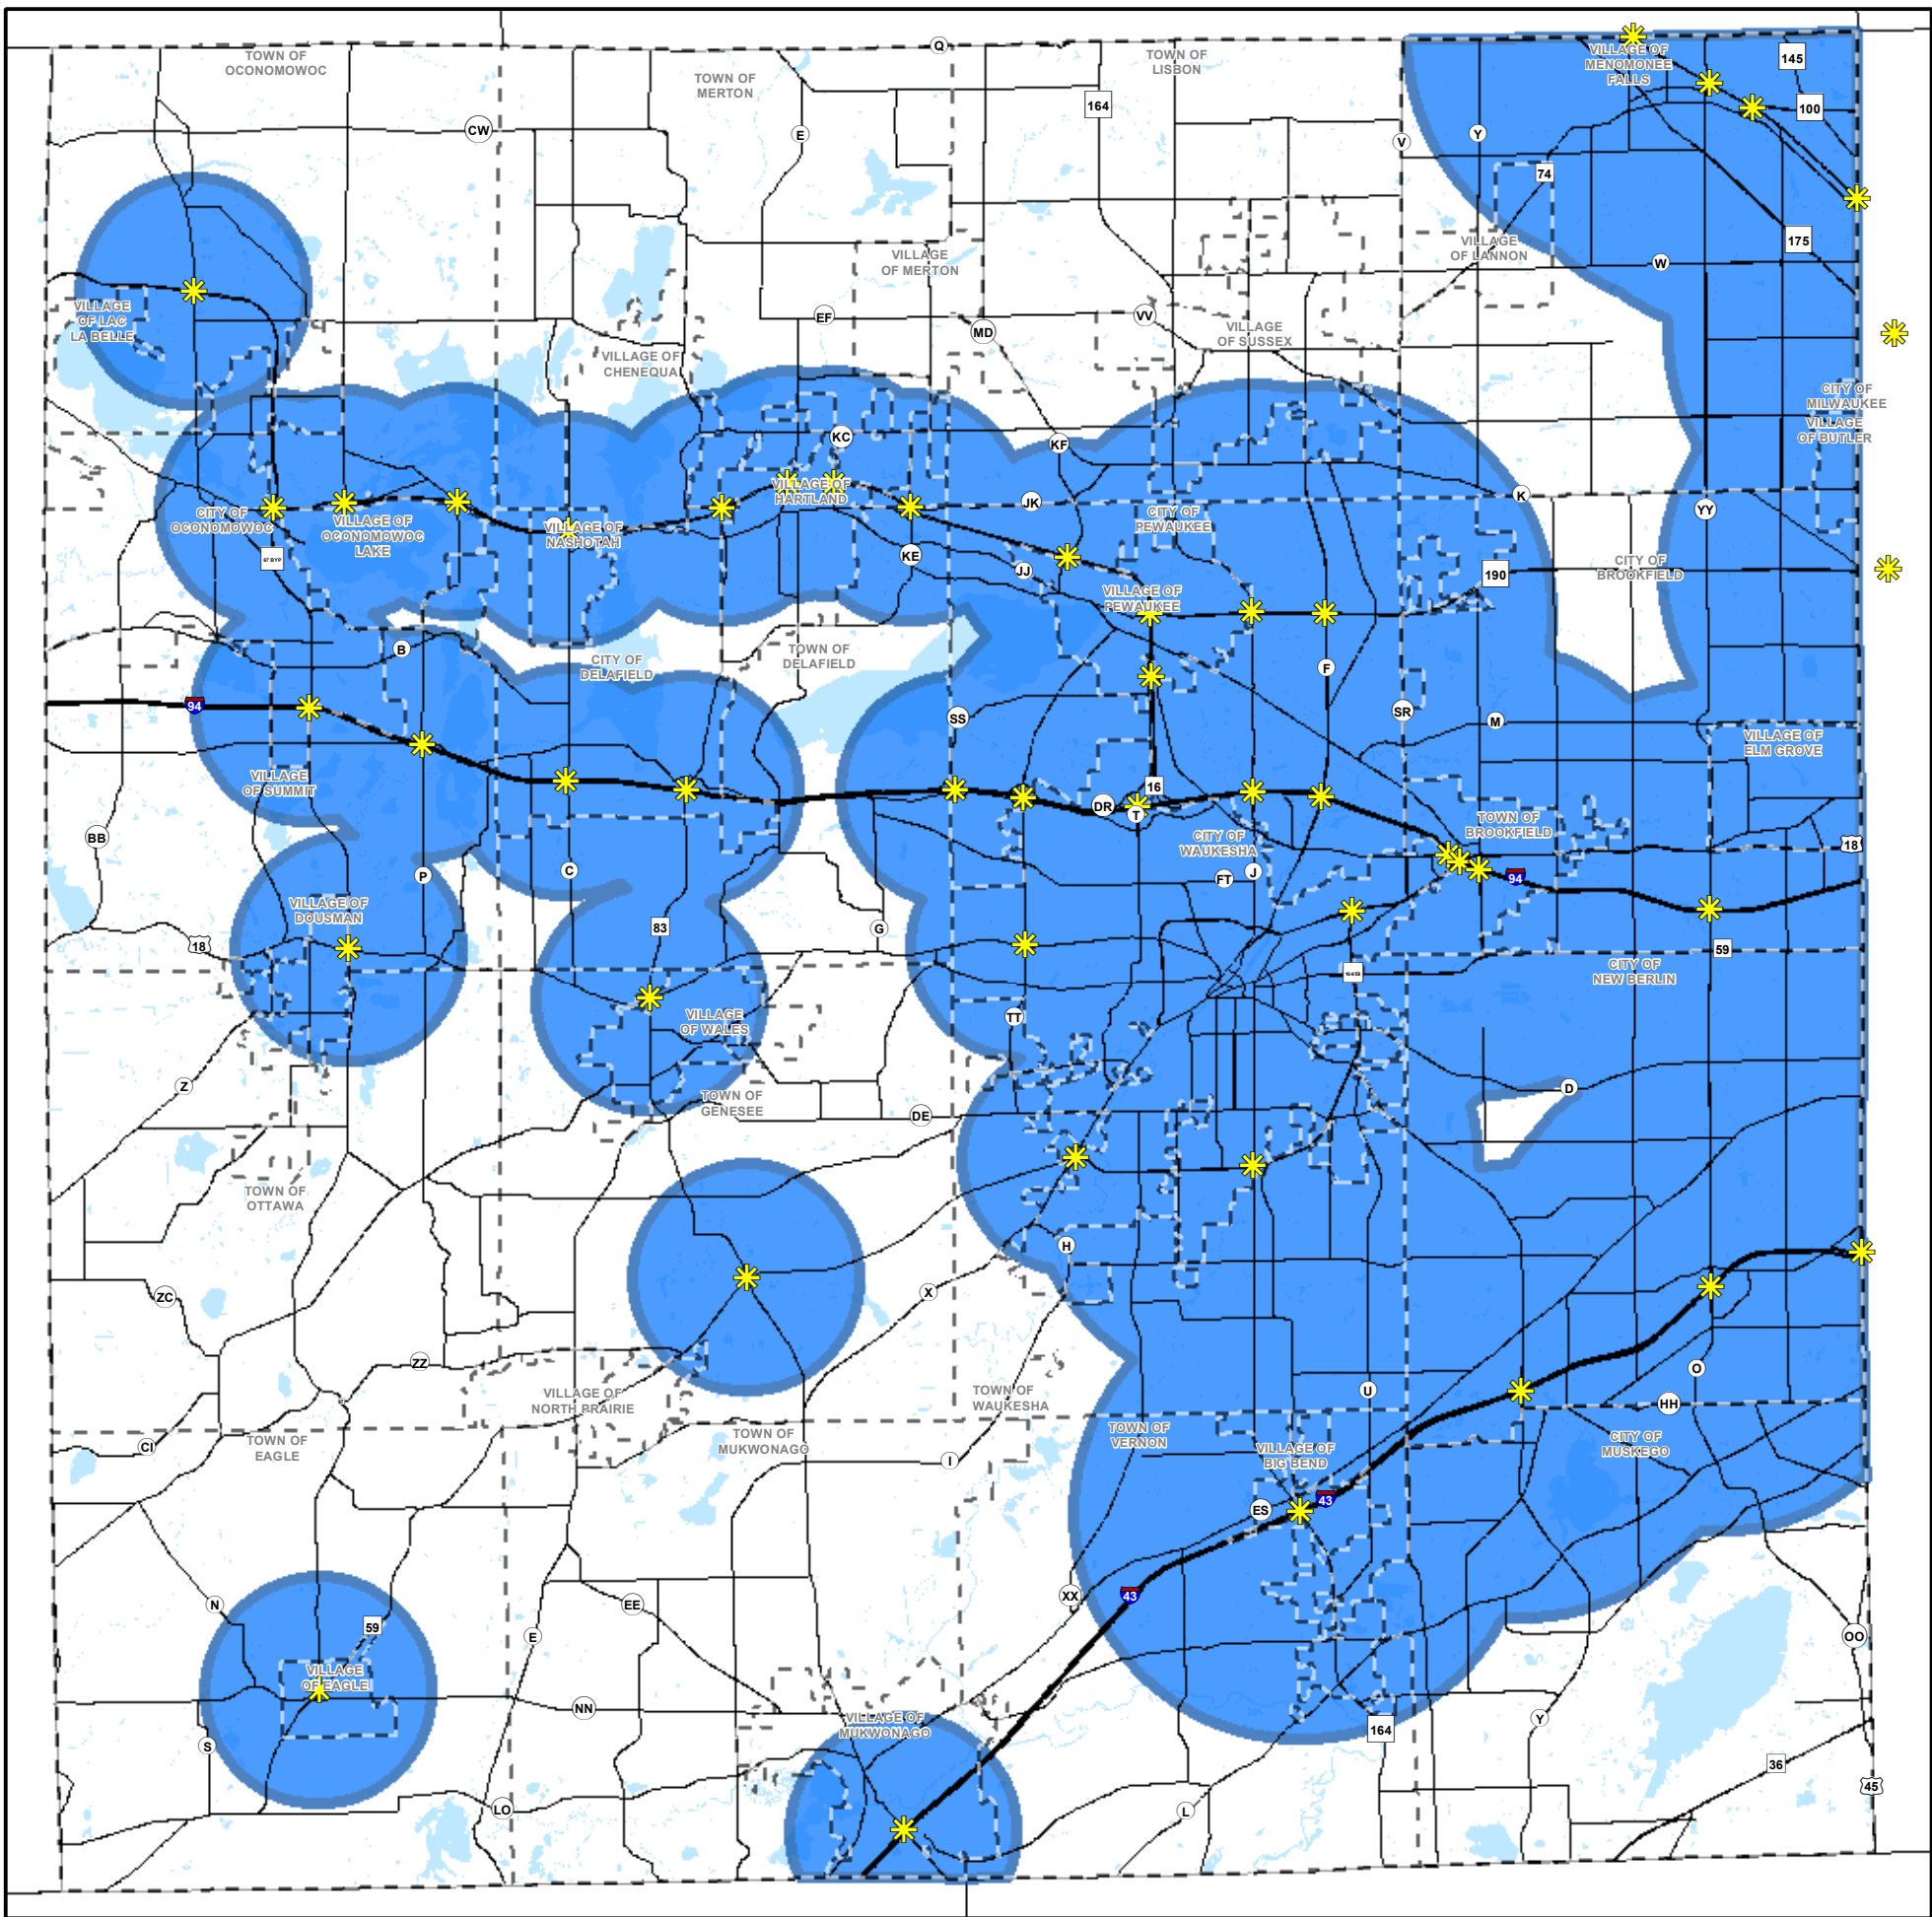 Q
TOWN OF
OCONOMOWOC
TOWN OF
MERTON
TOWN OF
LISBON
VILLAGE OF
MENOMONEE
FALLS
145
164
100
CW
E
V
Y
74
175
VILLAGE
OF MERTON
VILLAGE
OF LANNON
W
VILLAGE
OF LAC
LA BELLE
EF
MD
VV
VILLAGE
OF SUSSEX
VILLAGE OF
CHENEQUA
CITY OF
MILWAUKEE
VILLAGE
OF BUTLER
KC
KF
VILLAGE OF
HARTLAND
JK
K
YY
CITY OF
OCONOMOWOC
VILLAGE OF
OCONOMOWOC
LAKE
VILLAGE OF
NASHOTAH
CITY OF
PEWAUKEE
67 BYP
KE
JJ
190
CITY OF
BROOKFIELD
VILLAGE OF
PEWAUKEE
B
CITY OF
DELAFIELD
TOWN OF
DELAFIELD
F
94
SS
SR
M
VILLAGE OF
ELM GROVE
VILLAGE
OF SUMMIT
16
DR
T
BB
CITY OF
WAUKESHA
TOWN OF
BROOKFIELD
18
P
C
FT
J
94
VILLAGE OF
DOUSMAN
83
G
18
59
CITY OF
NEW BERLIN
VILLAGE
OF WALES
TT
Z
TOWN OF
GENESEE
DE
D
TOWN OF
OTTAWA
H
ZC
X
ZZ
O
VILLAGE OF
NORTH PRAIRIE
TOWN OF
WAUKESHA
U
HH
CI
TOWN OF
EAGLE
TOWN OF
MUKWONAGO
I
TOWN OF
VERNON
VILLAGE OF
BIG BEND
CITY OF
MUSKEGO
ES
43
N
59
EE
E
XX
43
OO
VILLAGE
OF EAGLE
NN
VILLAGE OF
MUKWONAGO
164
Y
S
36
LO
L
45